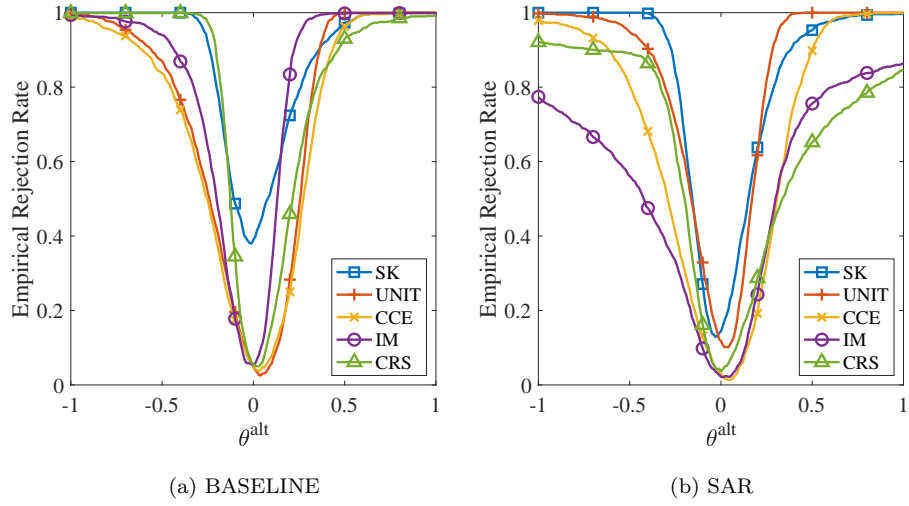 1
0.8
0.6
0.4
0.2
0
Empirical Rejection Rate
SK
UNIT
CCE
IM
CRS
-1 -0.5 0 0.5 1
θ^alt
(a) BASELINE
1
0.8
0.6
0.4
0.2
0
Empirical Rejection Rate
SK
UNIT
CCE
IM
CRS
-1 -0.5 0 0.5 1
θ^alt
(b) SAR